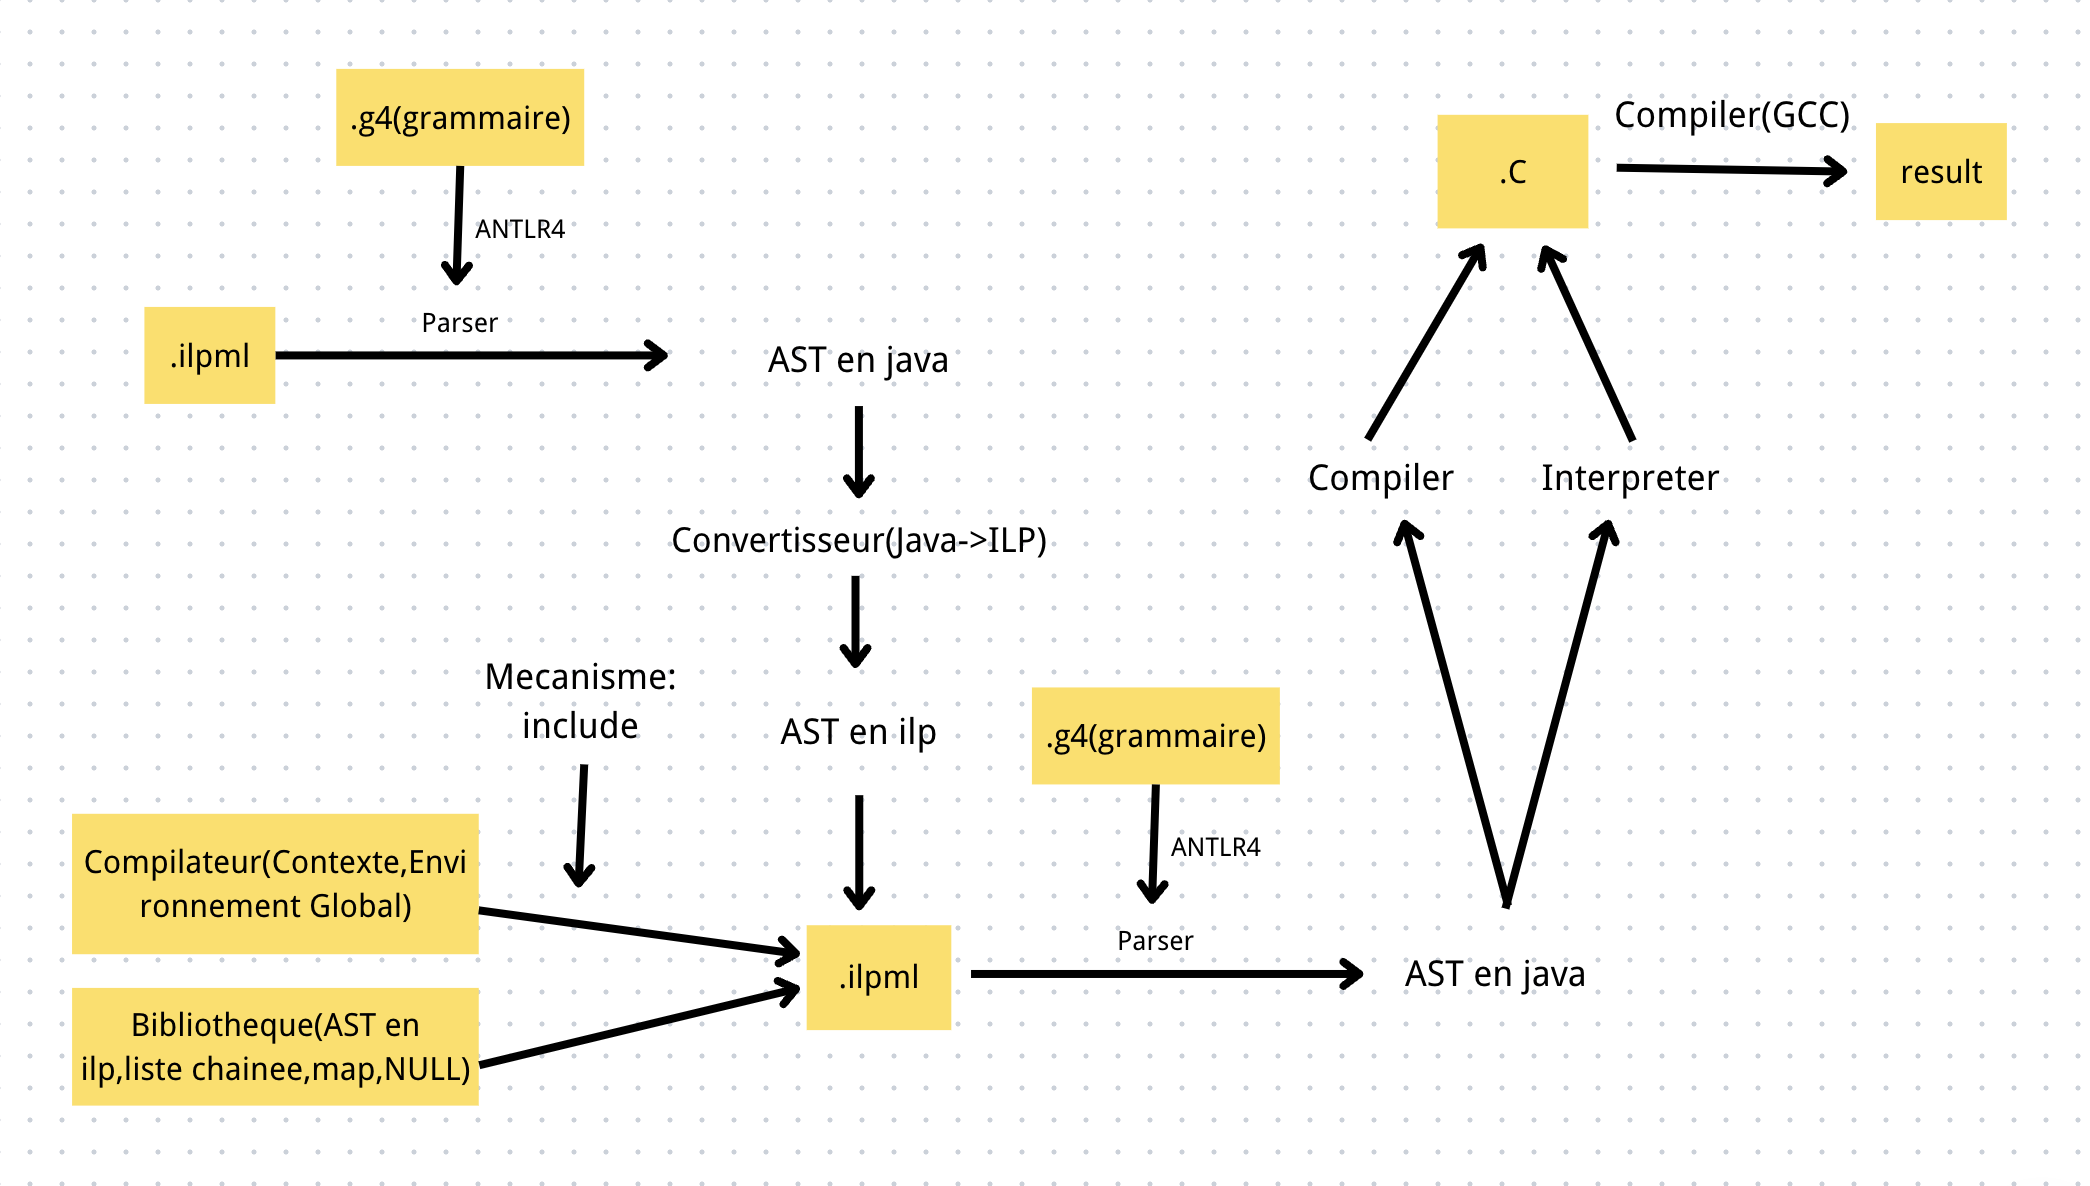 .g4(grammaire)
ANTLR4
.ilpml
Parser
AST en java
Convertisseur(Java->ILP)
AST en ilp
Mecanisme:
include
Compilateur(Contexte,Envi
ronnement Global)
Bibliotheque(AST en
ilp,liste chainee,map,NULL)
.ilpml
.g4(grammaire)
ANTLR4
Parser
AST en java
Compiler
Interpreter
.C
Compiler(GCC)
result